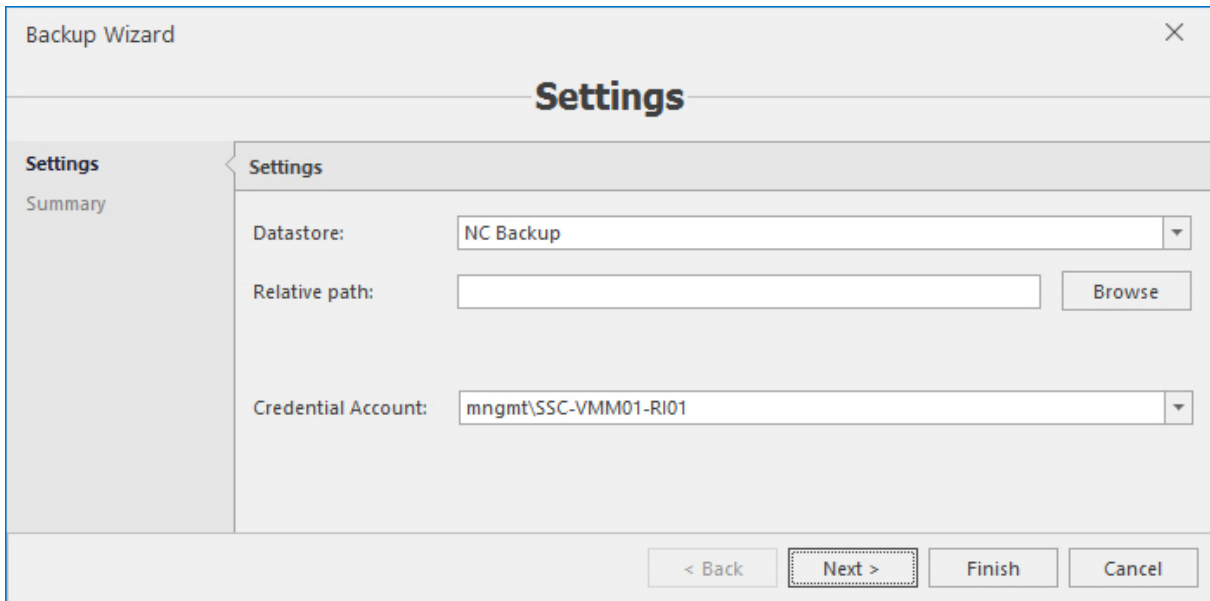 Backup Wizard
Settings
Settings
Summary
Settings
Datastore: NC Backup
Relative path: Browse
Credential Account: mngmt\SSC-VMM01-RI01
< Back Next > Finish Cancel